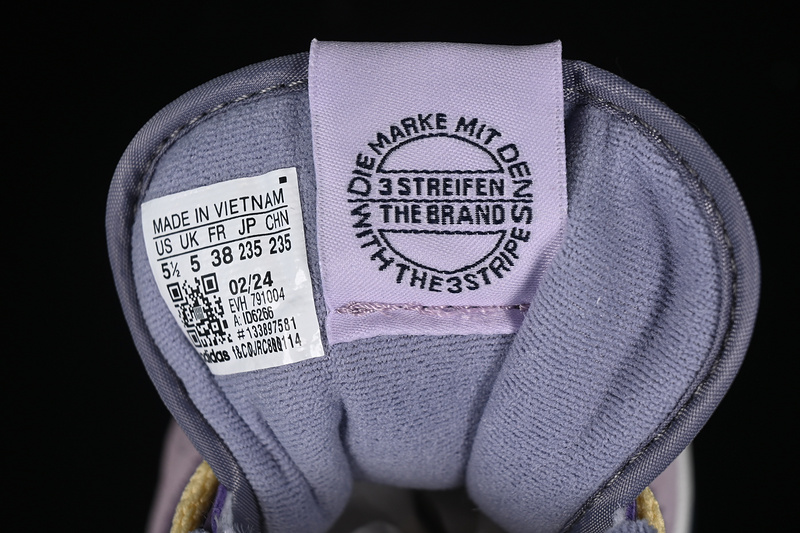 MADE IN VIETNAM
US UK FR JP CHN
5½ 5 38 235 235
02/24
EVH 791004
A: ID6266
#133897581
adidas
DIE MARKE MIT DEN
3 STREIFEN
THE BRAND
WITH THE 3 STRIPES